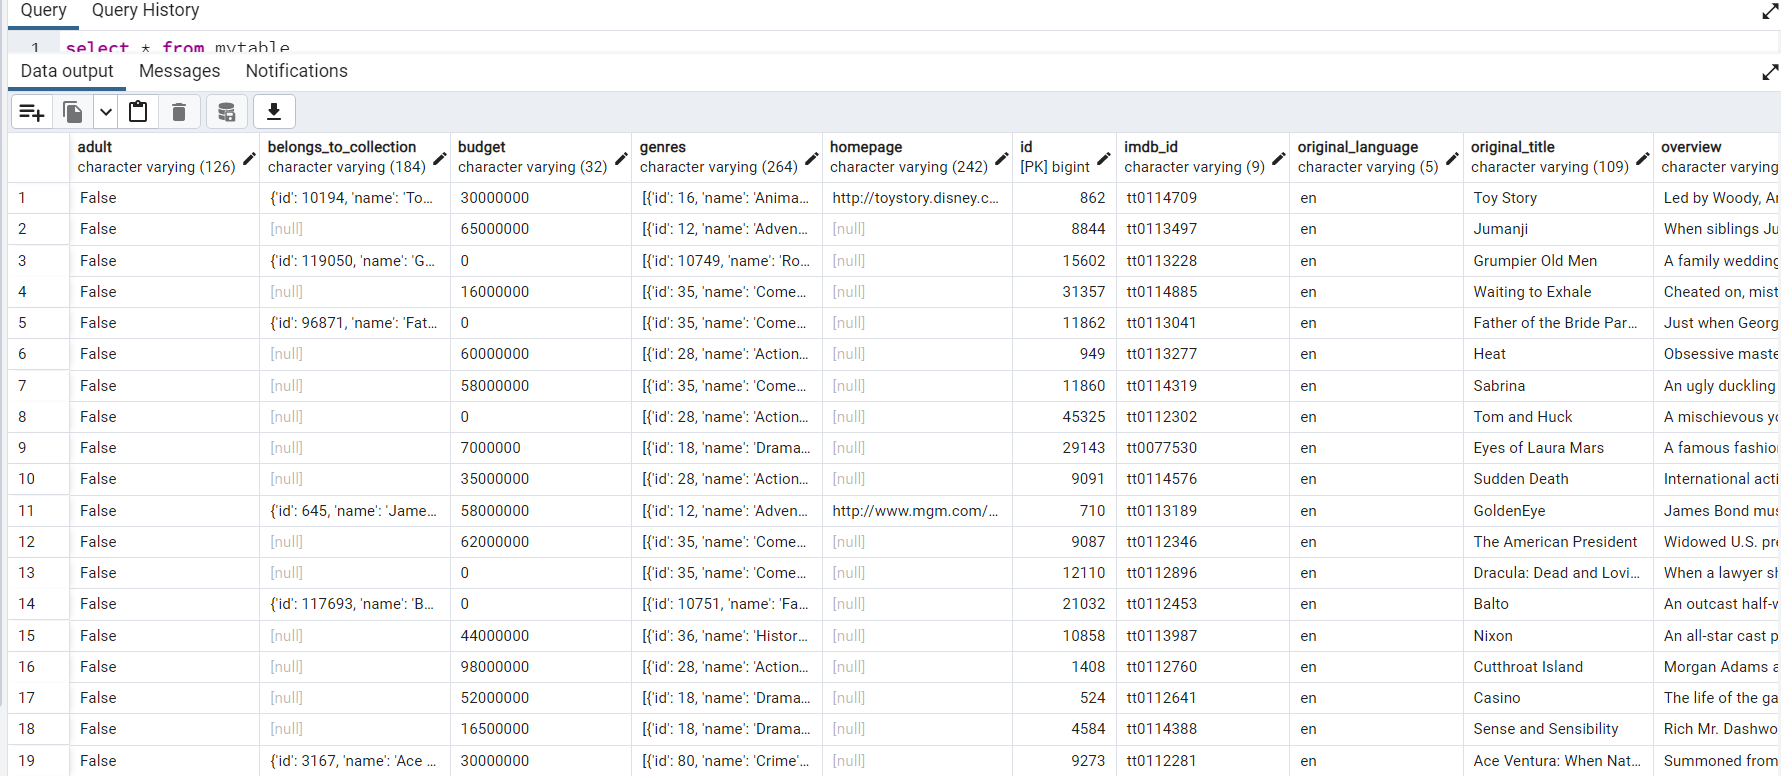 Query Query History
1 select * from mytable
Data output Messages Notifications
adult belongs_to_collection budget genres homepage id imdb_id original_language original_title overview
character varying (126) character varying (184) character varying (32) character varying (264) character varying (242) [PK] bigint character varying (9) character varying (5) character varying (109) character varying
1 False {'id': 10194, 'name': 'To... 30000000 [{'id': 16, 'name': 'Anima... http://toystory.disney.c... 862 tt0114709 en Toy Story Led by Woody, A
2 False [null] 65000000 [{'id': 12, 'name': 'Adven... [null] 8844 tt0113497 en Jumanji When siblings Ju
3 False {'id': 119050, 'name': 'G... 0 [{'id': 10749, 'name': 'Ro... [null] 15602 tt0113228 en Grumpier Old Men A family wedding
4 False [null] 16000000 [{'id': 35, 'name': 'Come... [null] 31357 tt0114885 en Waiting to Exhale Cheated on, mist
5 False {'id': 96871, 'name': 'Fat... 0 [{'id': 35, 'name': 'Come... [null] 11862 tt0113041 en Father of the Bride Par... Just when Georg
6 False [null] 60000000 [{'id': 28, 'name': 'Action... [null] 949 tt0113277 en Heat Obsessive maste
7 False [null] 58000000 [{'id': 35, 'name': 'Come... [null] 11860 tt0114319 en Sabrina An ugly duckling
8 False [null] 0 [{'id': 28, 'name': 'Action... [null] 45325 tt0112302 en Tom and Huck A mischievous yo
9 False [null] 7000000 [{'id': 18, 'name': 'Drama... [null] 29143 tt0077530 en Eyes of Laura Mars A famous fashio
10 False [null] 35000000 [{'id': 28, 'name': 'Action... [null] 9091 tt0114576 en Sudden Death International acti
11 False {'id': 645, 'name': 'Jame... 58000000 [{'id': 12, 'name': 'Adven... http://www.mgm.com/... 710 tt0113189 en GoldenEye James Bond mus
12 False [null] 62000000 [{'id': 35, 'name': 'Come... [null] 9087 tt0112346 en The American President Widowed U.S. pr
13 False [null] 0 [{'id': 35, 'name': 'Come... [null] 12110 tt0112896 en Dracula: Dead and Lovi... When a lawyer s
14 False {'id': 117693, 'name': 'B... 0 [{'id': 10751, 'name': 'Fa... [null] 21032 tt0112453 en Balto An outcast half-
15 False [null] 44000000 [{'id': 36, 'name': 'Histor... [null] 10858 tt0113987 en Nixon An all-star cast p
16 False [null] 98000000 [{'id': 28, 'name': 'Action... [null] 1408 tt0112760 en Cutthroat Island Morgan Adams a
17 False [null] 52000000 [{'id': 18, 'name': 'Drama... [null] 524 tt0112641 en Casino The life of the ga
18 False [null] 16500000 [{'id': 18, 'name': 'Drama... [null] 4584 tt0114388 en Sense and Sensibility Rich Mr. Dashwo
19 False {'id': 3167, 'name': 'Ace ... 30000000 [{'id': 80, 'name': 'Crime'... [null] 9273 tt0112281 en Ace Ventura: When Nat... Summoned from